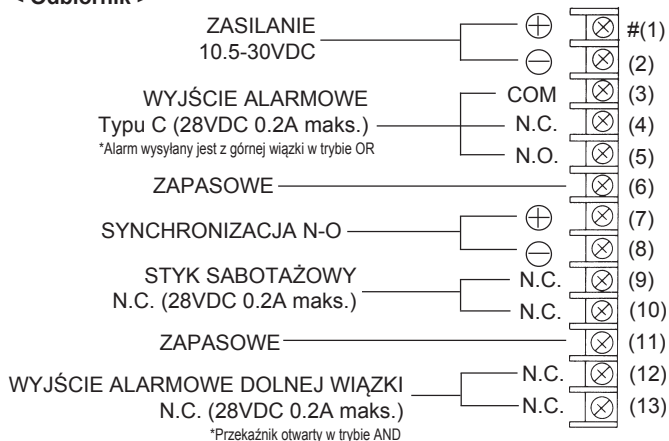 < Odbiornik >
ZASILANIE
10.5-30VDC
⊕ #(1)
⊖ (2)
WYJŚCIE ALARMOWE
Typu C (28VDC 0.2A maks.)
*Alarm wysyłany jest z górnej wiązki w trybie OR
COM (3)
N.C. (4)
N.O. (5)
ZAPASOWE (6)
SYNCHRONIZACJA N-O
⊕ (7)
⊖ (8)
STYK SABOTAŻOWY
N.C. (28VDC 0.2A maks.)
N.C. (9)
N.C. (10)
ZAPASOWE (11)
WYJŚCIE ALARMOWE DOLNEJ WIĄZKI
N.C. (28VDC 0.2A maks.)
*Przekaźnik otwarty w trybie AND
N.C. (12)
N.C. (13)